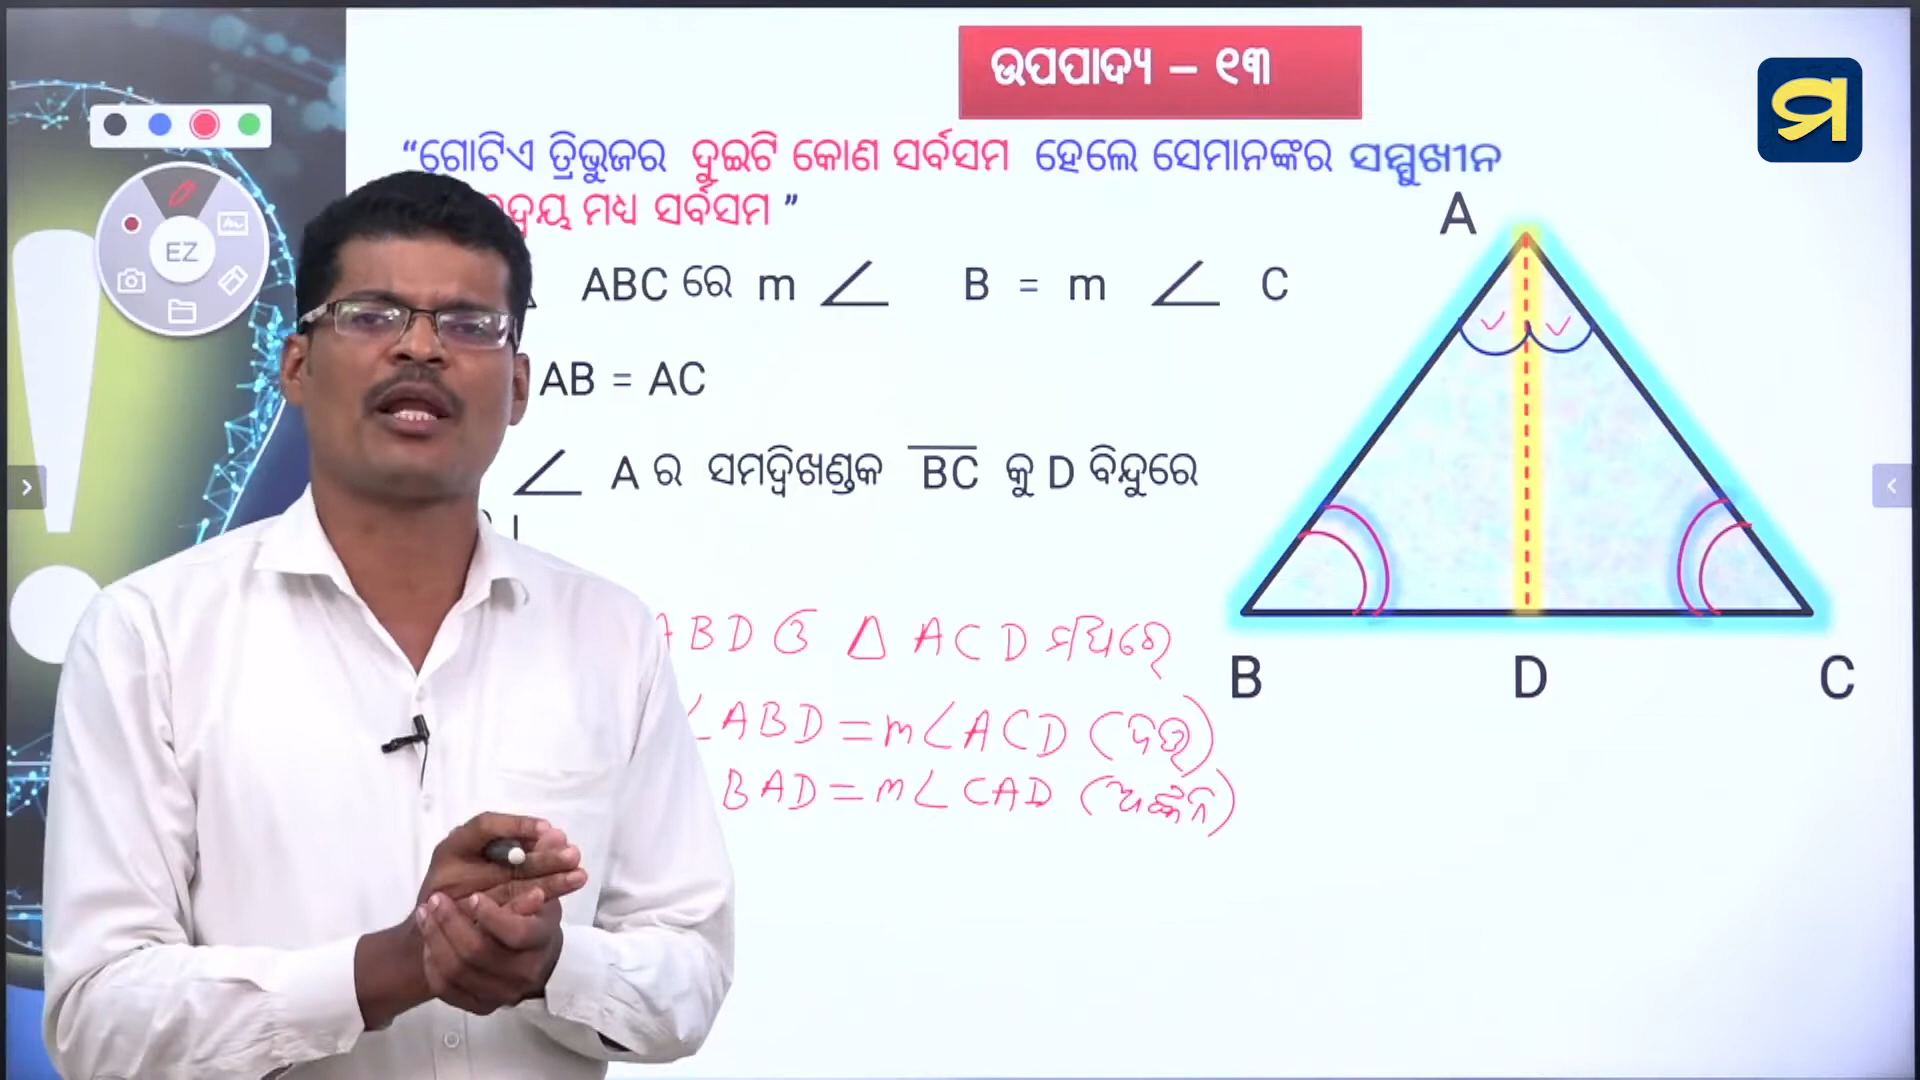 ଉପପାଦ୍ୟ – ୧୩
ମ
“ଗୋଟିଏ ତ୍ରିଭୁଜର ଦୁଇଟି କୋଣ ସର୍ବସମ ହେଲେ ସେମାନଙ୍କର ସମ୍ମୁଖୀନ
ମଧ୍ୟ ସର୍ବସମ ”
A
EZ
ABC ରେ m ∠ B = m ∠ C
AB = AC
∠ A ର ସମଦ୍ୱିଖଣ୍ଡକ BC କୁ D ବିନ୍ଦୁରେ
ABD ଓ Δ ACD ମଧ୍ୟରେ
B D C
∠ABD = m∠ACD (ଦତ୍ତ)
BAD = m∠CAD (ଅଙ୍କନ)